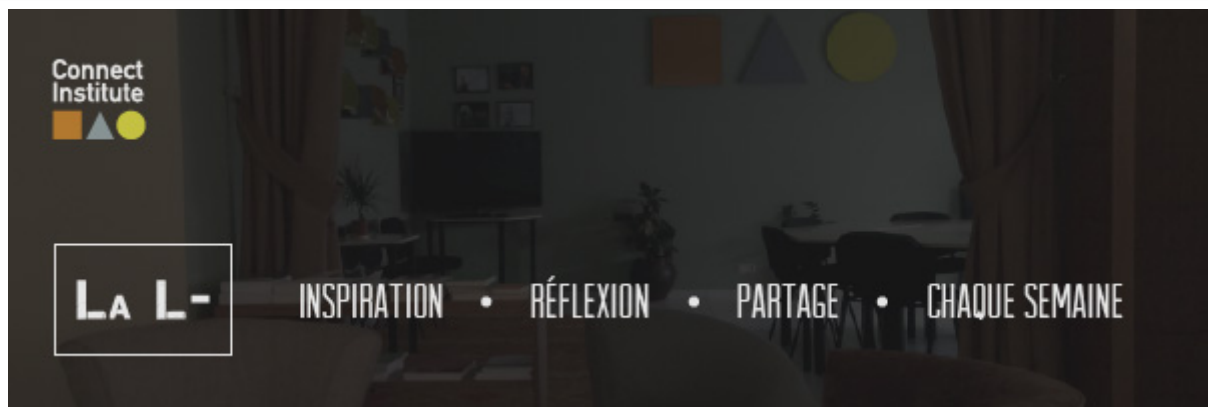 Connect
Institute
LA L-
INSPIRATION • RÉFLEXION • PARTAGE • CHAQUE SEMAINE